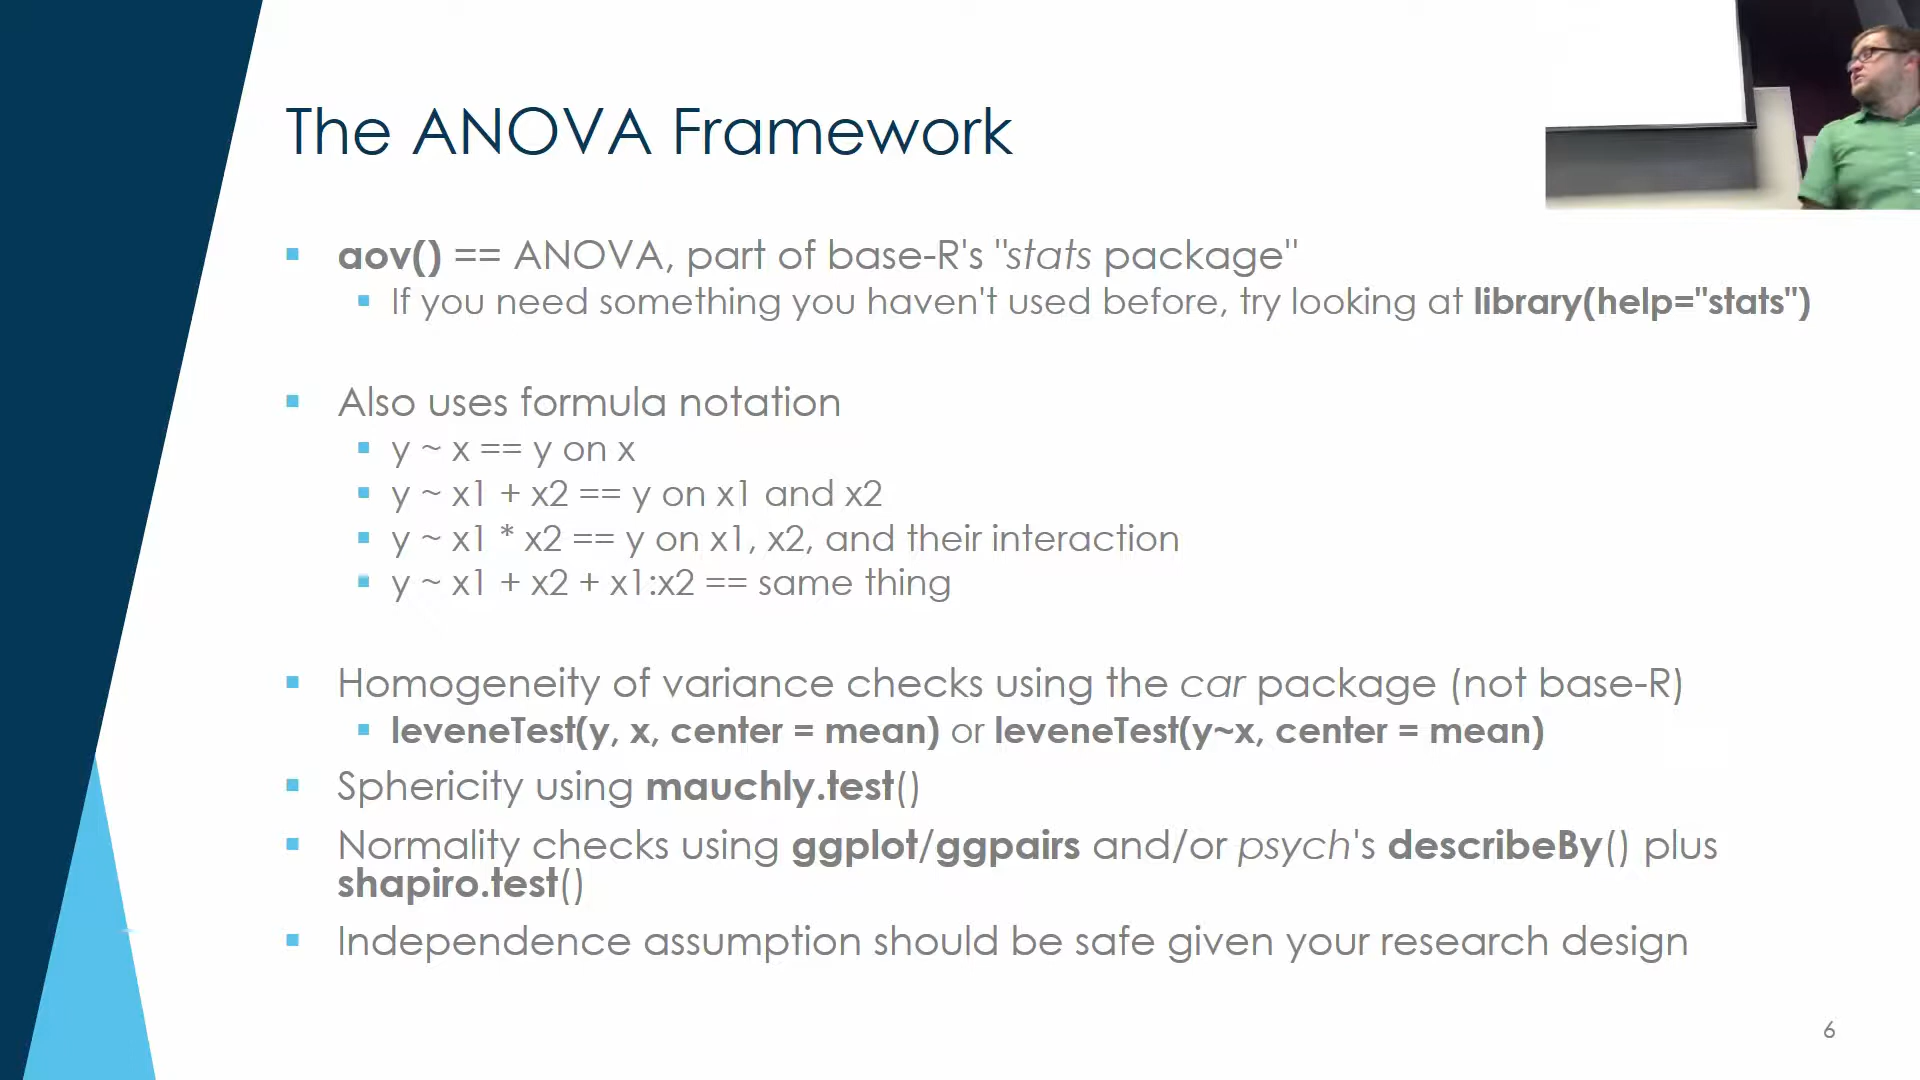 The ANOVA Framework
aov() == ANOVA, part of base-R's "stats package"
If you need something you haven't used before, try looking at library(help="stats")
Also uses formula notation
y ~ x == y on x
y ~ x1 + x2 == y on x1 and x2
y ~ x1 * x2 == y on x1, x2, and their interaction
y ~ x1 + x2 + x1:x2 == same thing
Homogeneity of variance checks using the car package (not base-R)
leveneTest(y, x, center = mean) or leveneTest(y~x, center = mean)
Sphericity using mauchly.test()
Normality checks using ggplot/ggpairs and/or psych's describeBy() plus
shapiro.test()
Independence assumption should be safe given your research design
6